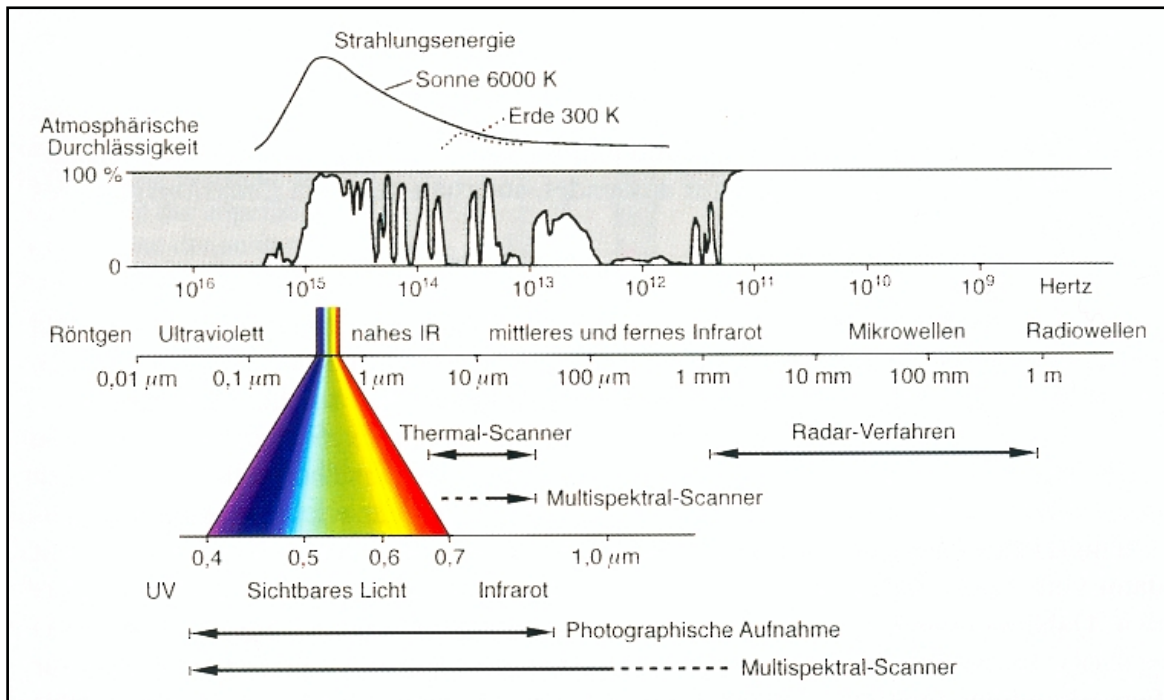 Strahlungsenergie
Sonne 6000 K
Erde 300 K
Atmosphärische
Durchlässigkeit
100 %
0
10¹⁶ 10¹⁵ 10¹⁴ 10¹³ 10¹² 10¹¹ 10¹⁰ 10⁹ Hertz
Röntgen Ultraviolett nahes IR mittleres und fernes Infrarot Mikrowellen Radiowellen
0,01 µm 0,1 µm 1 µm 10 µm 100 µm 1 mm 10 mm 100 mm 1 m
Thermal-Scanner Radar-Verfahren
Multispektral-Scanner
0,4 0,5 0,6 0,7 1,0 µm
UV Sichtbares Licht Infrarot
Photographische Aufnahme
Multispektral-Scanner